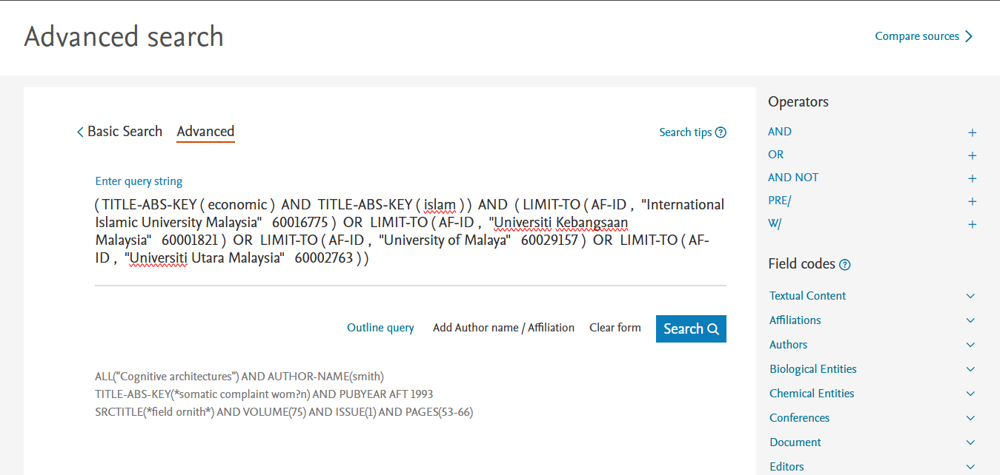 Advanced search
Compare sources
Basic Search Advanced
Search tips
Enter query string
( TITLE-ABS-KEY ( economic ) AND TITLE-ABS-KEY ( islam ) ) AND ( LIMIT-TO ( AF-ID , "International
Islamic University Malaysia" 60016775 ) OR LIMIT-TO ( AF-ID , "Universiti Kebangsaan
Malaysia" 60001821 ) OR LIMIT-TO ( AF-ID , "University of Malaya" 60029157 ) OR LIMIT-TO ( AF-
ID , "Universiti Utara Malaysia" 60002763 ) )
Outline query Add Author name / Affiliation Clear form Search
ALL("Cognitive architectures") AND AUTHOR-NAME(smith)
TITLE-ABS-KEY(*somatic complaint wom?n) AND PUBYEAR AFT 1993
SRCTITLE(*field ornith*) AND VOLUME(75) AND ISSUE(1) AND PAGES(53-66)
Operators
AND
OR
AND NOT
PRE/
W/
Field codes
Textual Content
Affiliations
Authors
Biological Entities
Chemical Entities
Conferences
Document
Editors